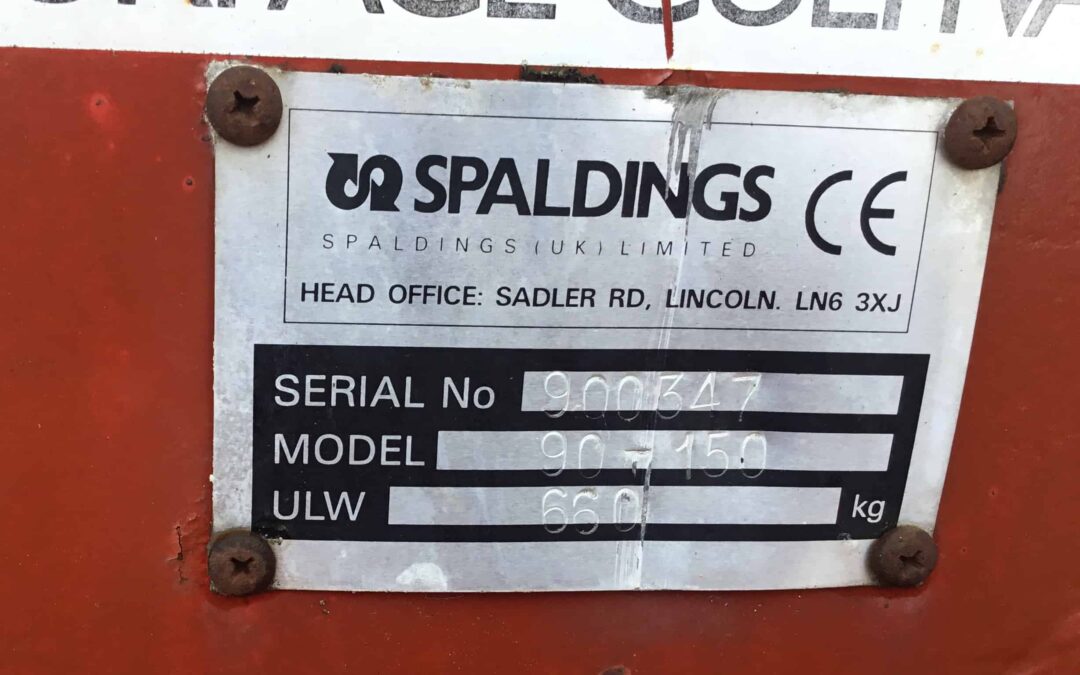 SPALDINGS CE
SPALDINGS (UK) LIMITED
HEAD OFFICE: SADLER RD, LINCOLN. LN6 3XJ
SERIAL No 900347
MODEL 90-150
ULW 660 kg